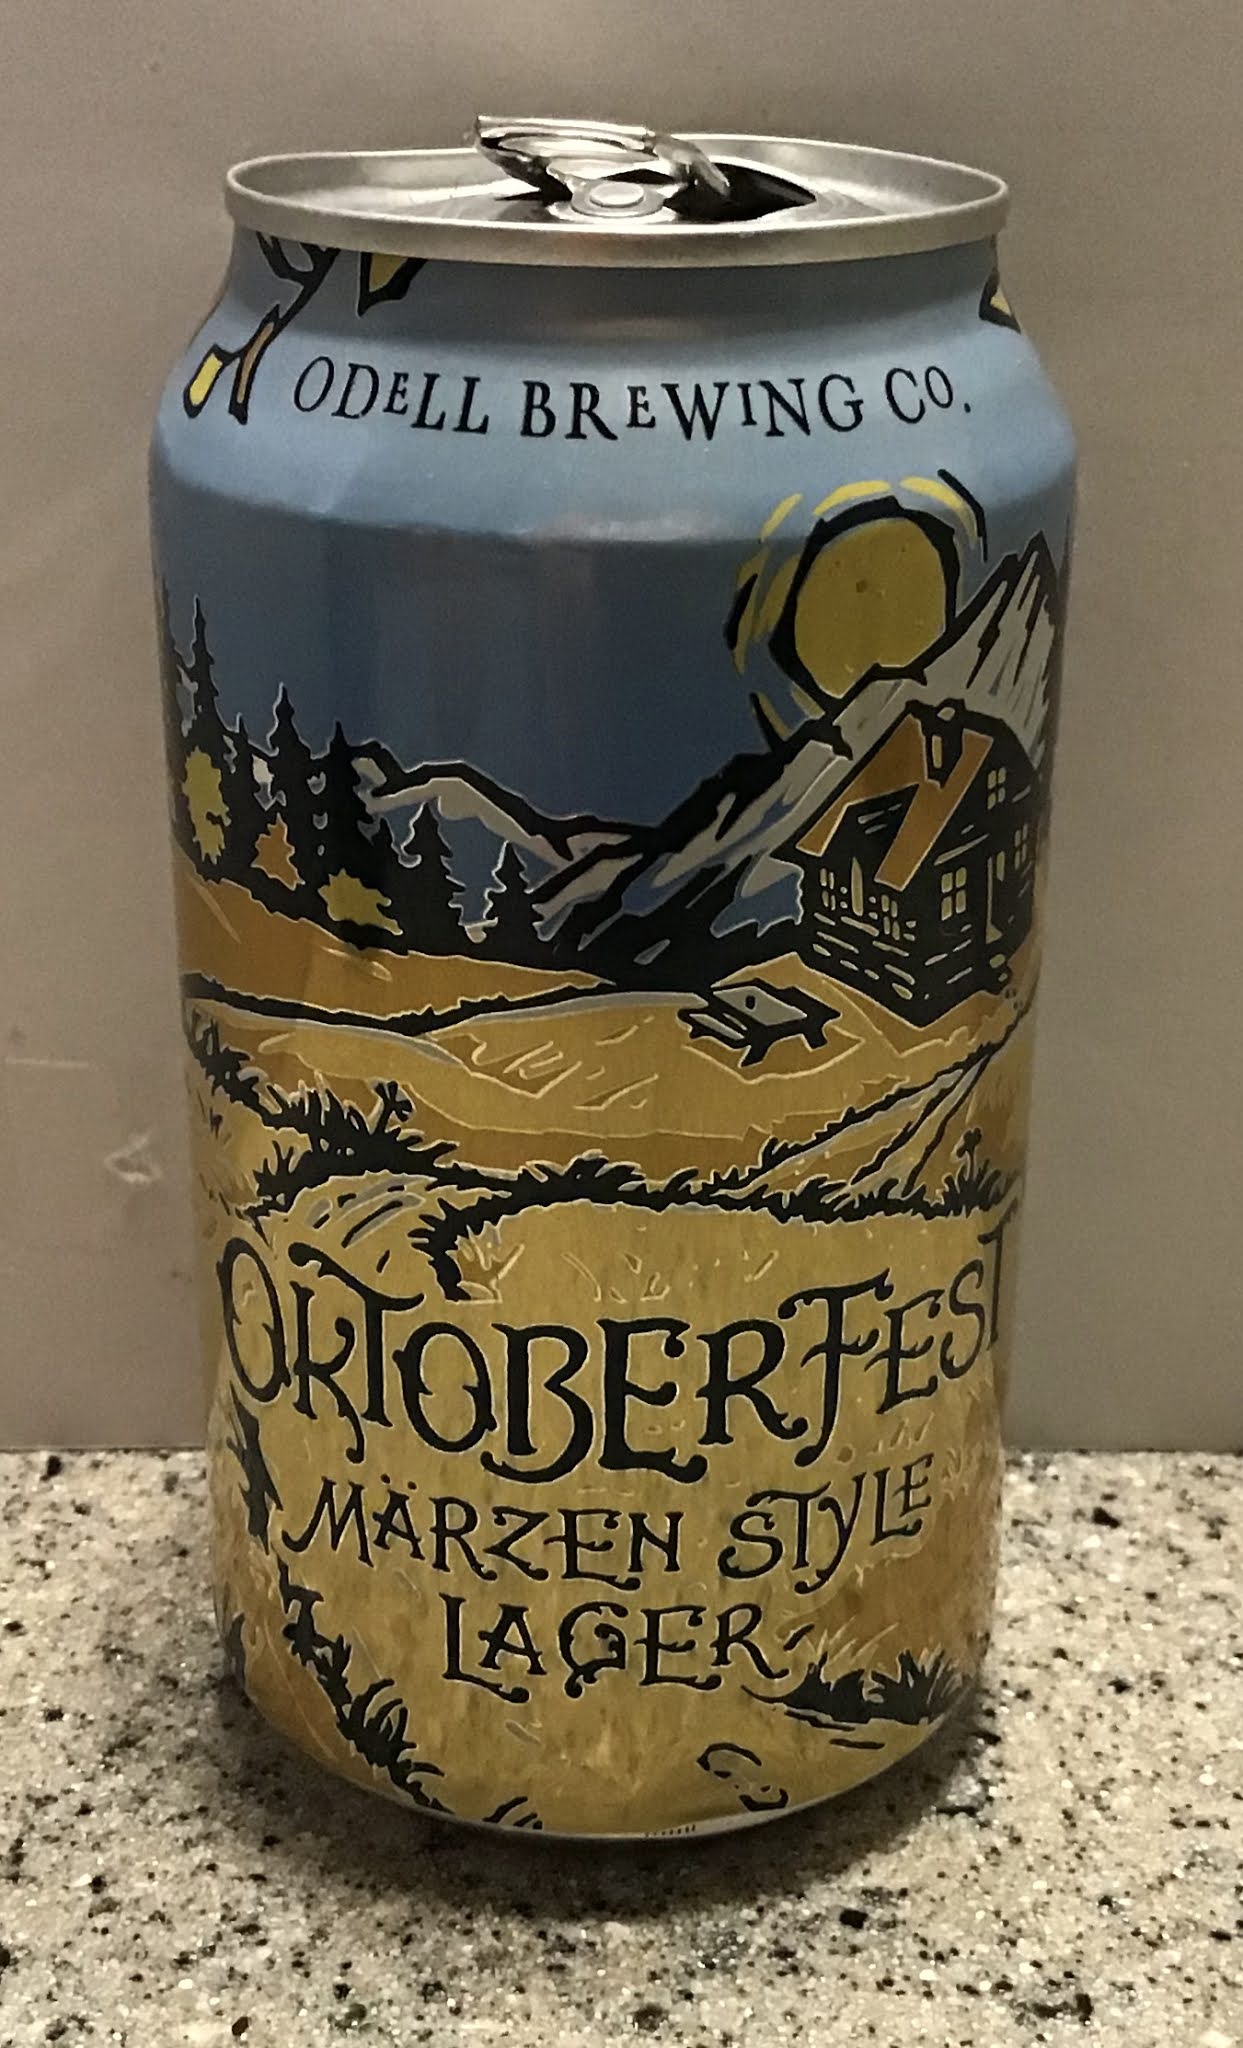 ODELL BREWING CO.
OKTOBERFEST
MÄRZEN STYLE
LAGER